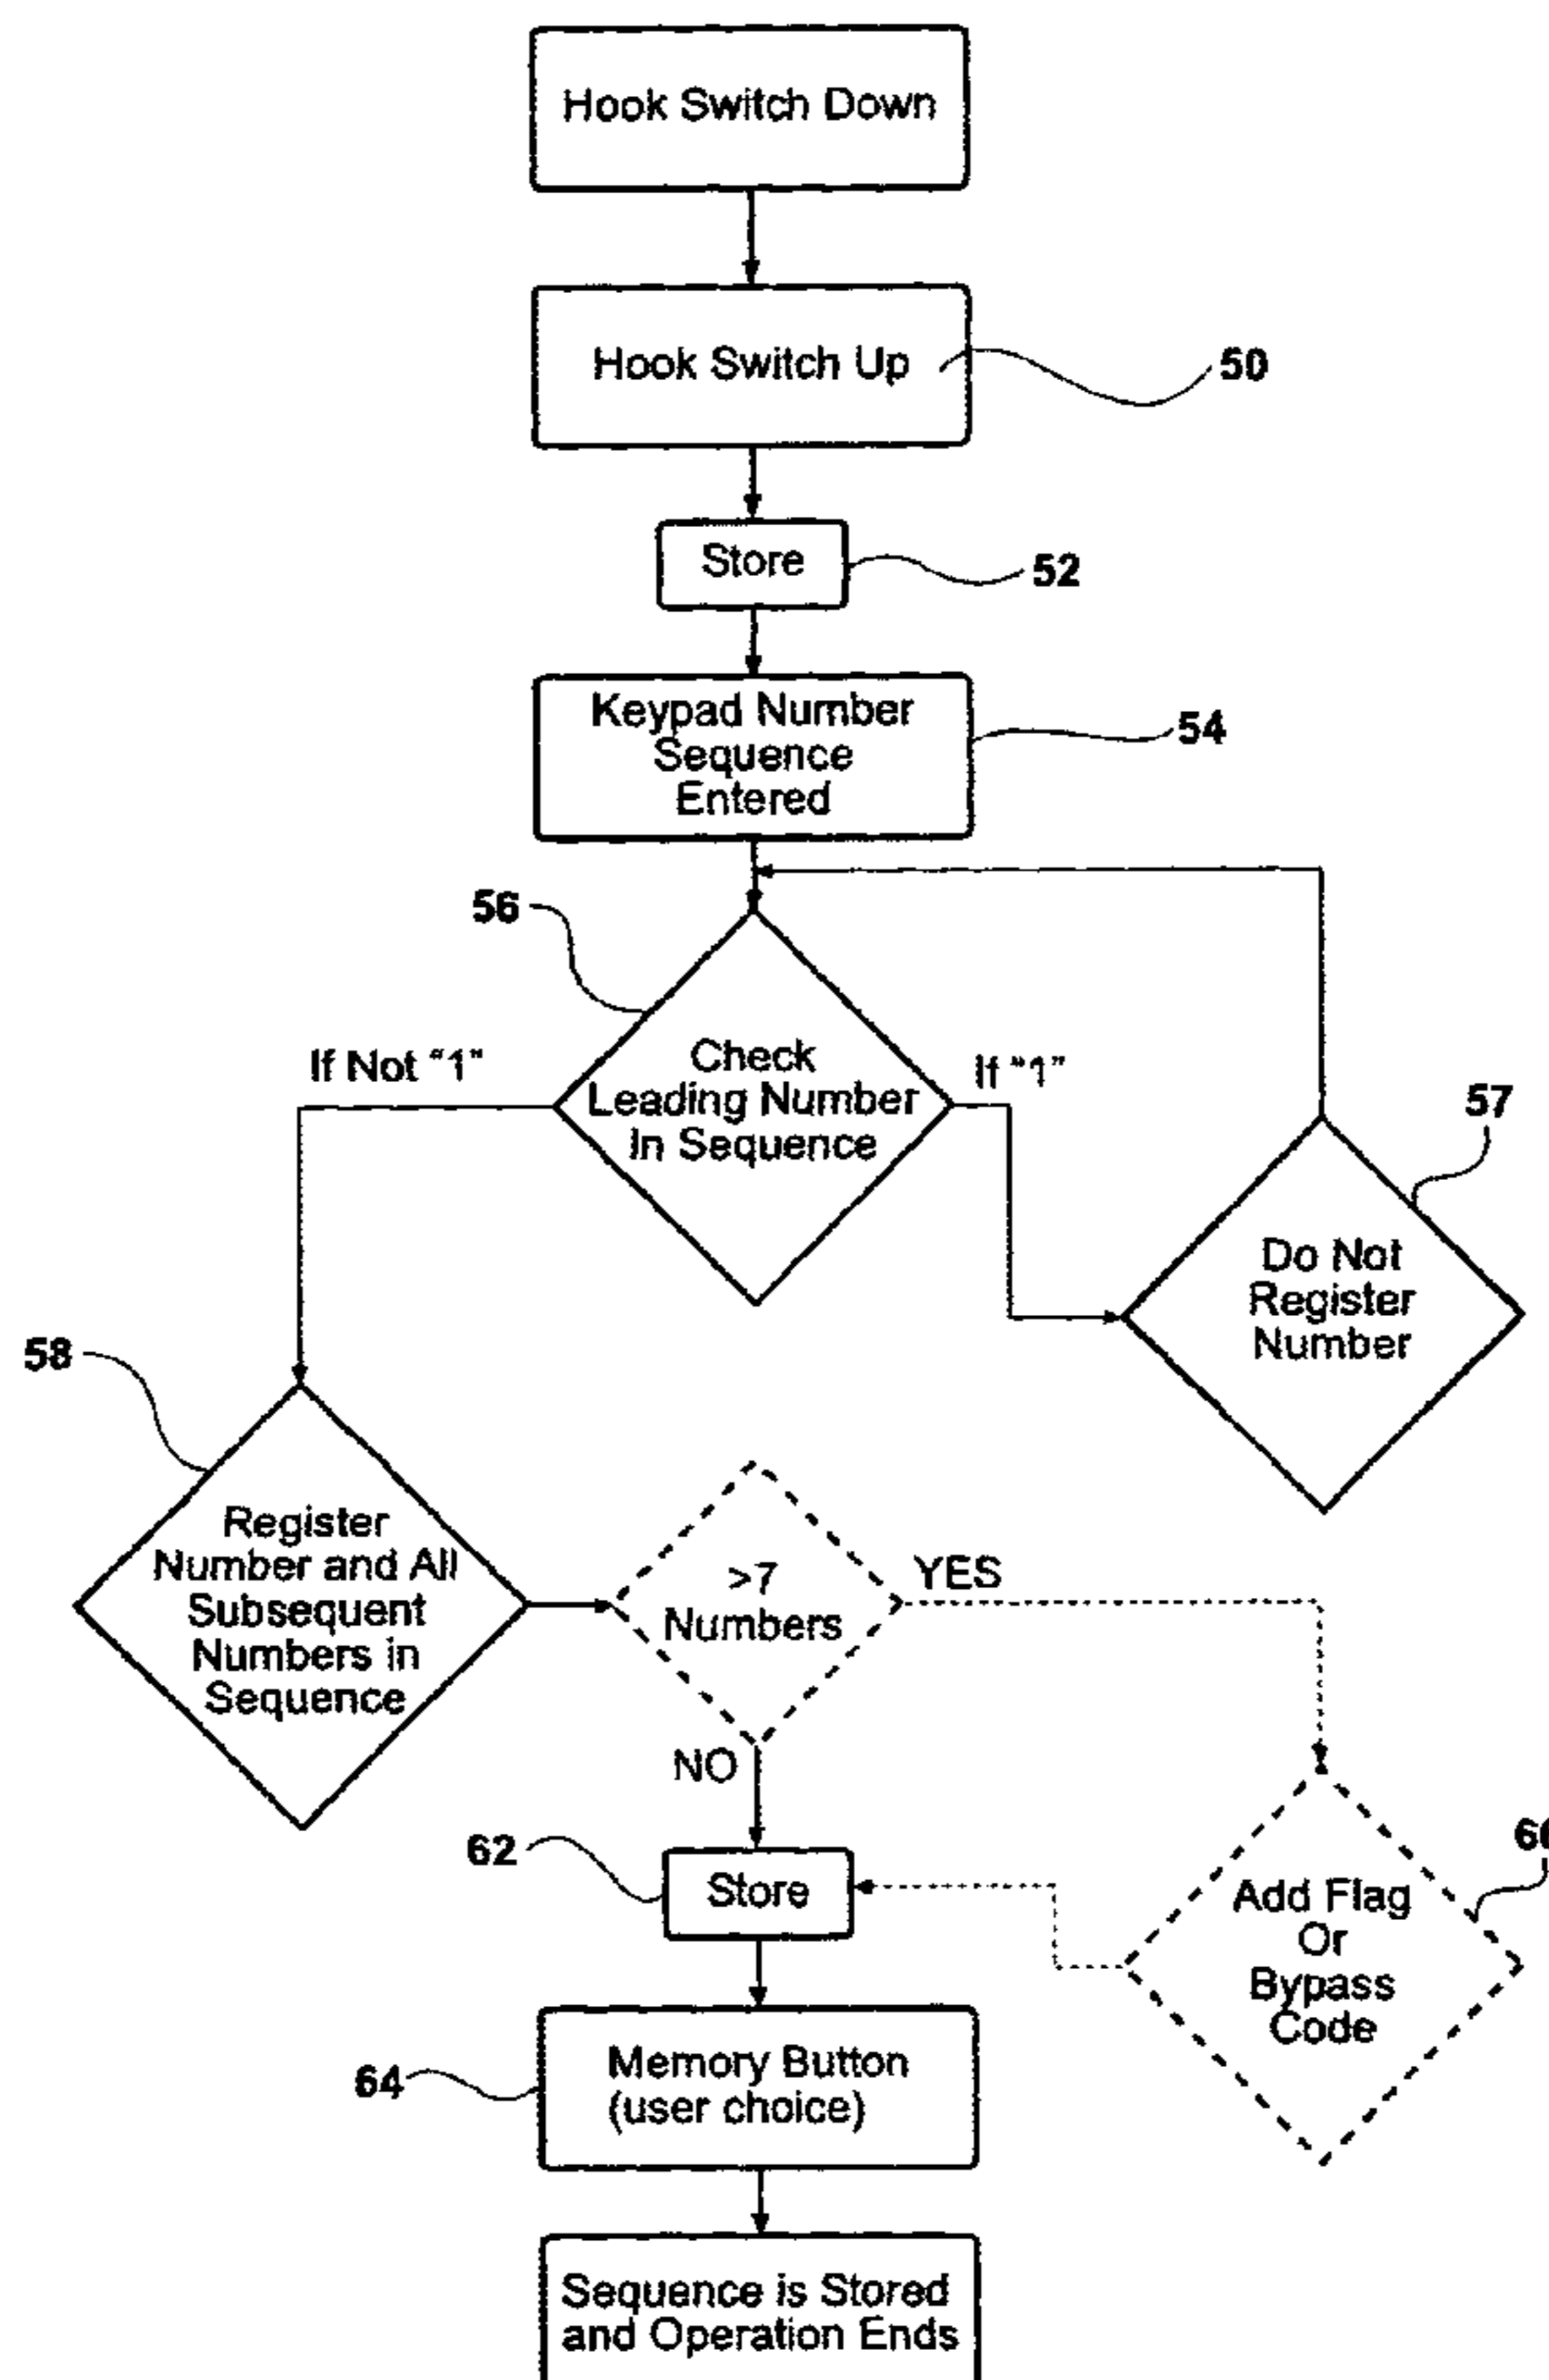 Hook Switch Down
Hook Switch Up
50
Store
52
Keypad Number
Sequence
Entered
54
56
If Not "1"
Check
Leading Number
In Sequence
If "1"
57
Do Not
Register
Number
58
Register
Number and All
Subsequent
Numbers in
Sequence
>7
Numbers
YES
NO
62
Store
Add Flag
Or
Bypass
Code
64
Memory Button
(user choice)
Sequence is Stored
and Operation Ends